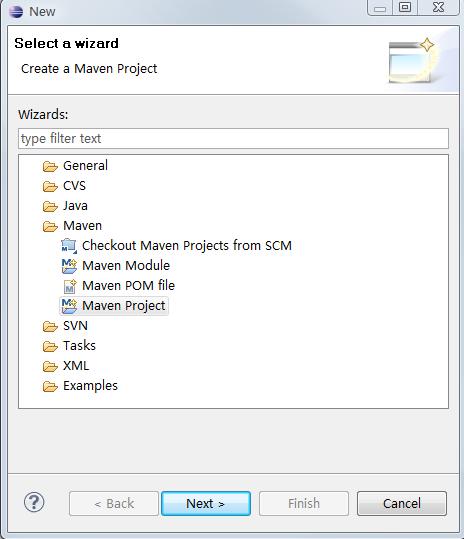 New
Select a wizard
Create a Maven Project
Wizards:
type filter text
General
CVS
Java
Maven
Checkout Maven Projects from SCM
Maven Module
Maven POM file
Maven Project
SVN
Tasks
XML
Examples
?
< Back
Next >
Finish
Cancel